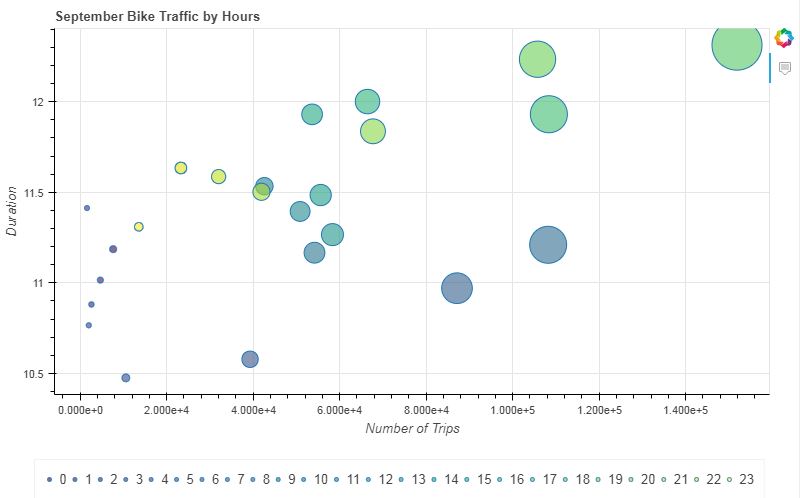 September Bike Traffic by Hours
12
11.5
11
10.5
Duration
0.000e+0 2.000e+4 4.000e+4 6.000e+4 8.000e+4 1.000e+5 1.200e+5 1.400e+5
Number of Trips
0 1 2 3 4 5 6 7 8 9 10 11 12 13 14 15 16 17 18 19 20 21 22 23